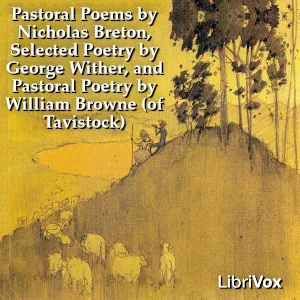 Pastoral Poems by
Nicholas Breton,
Selected Poetry by
George Wither, and
Pastoral Poetry by
William Browne (of
Tavistock)
LibriVox